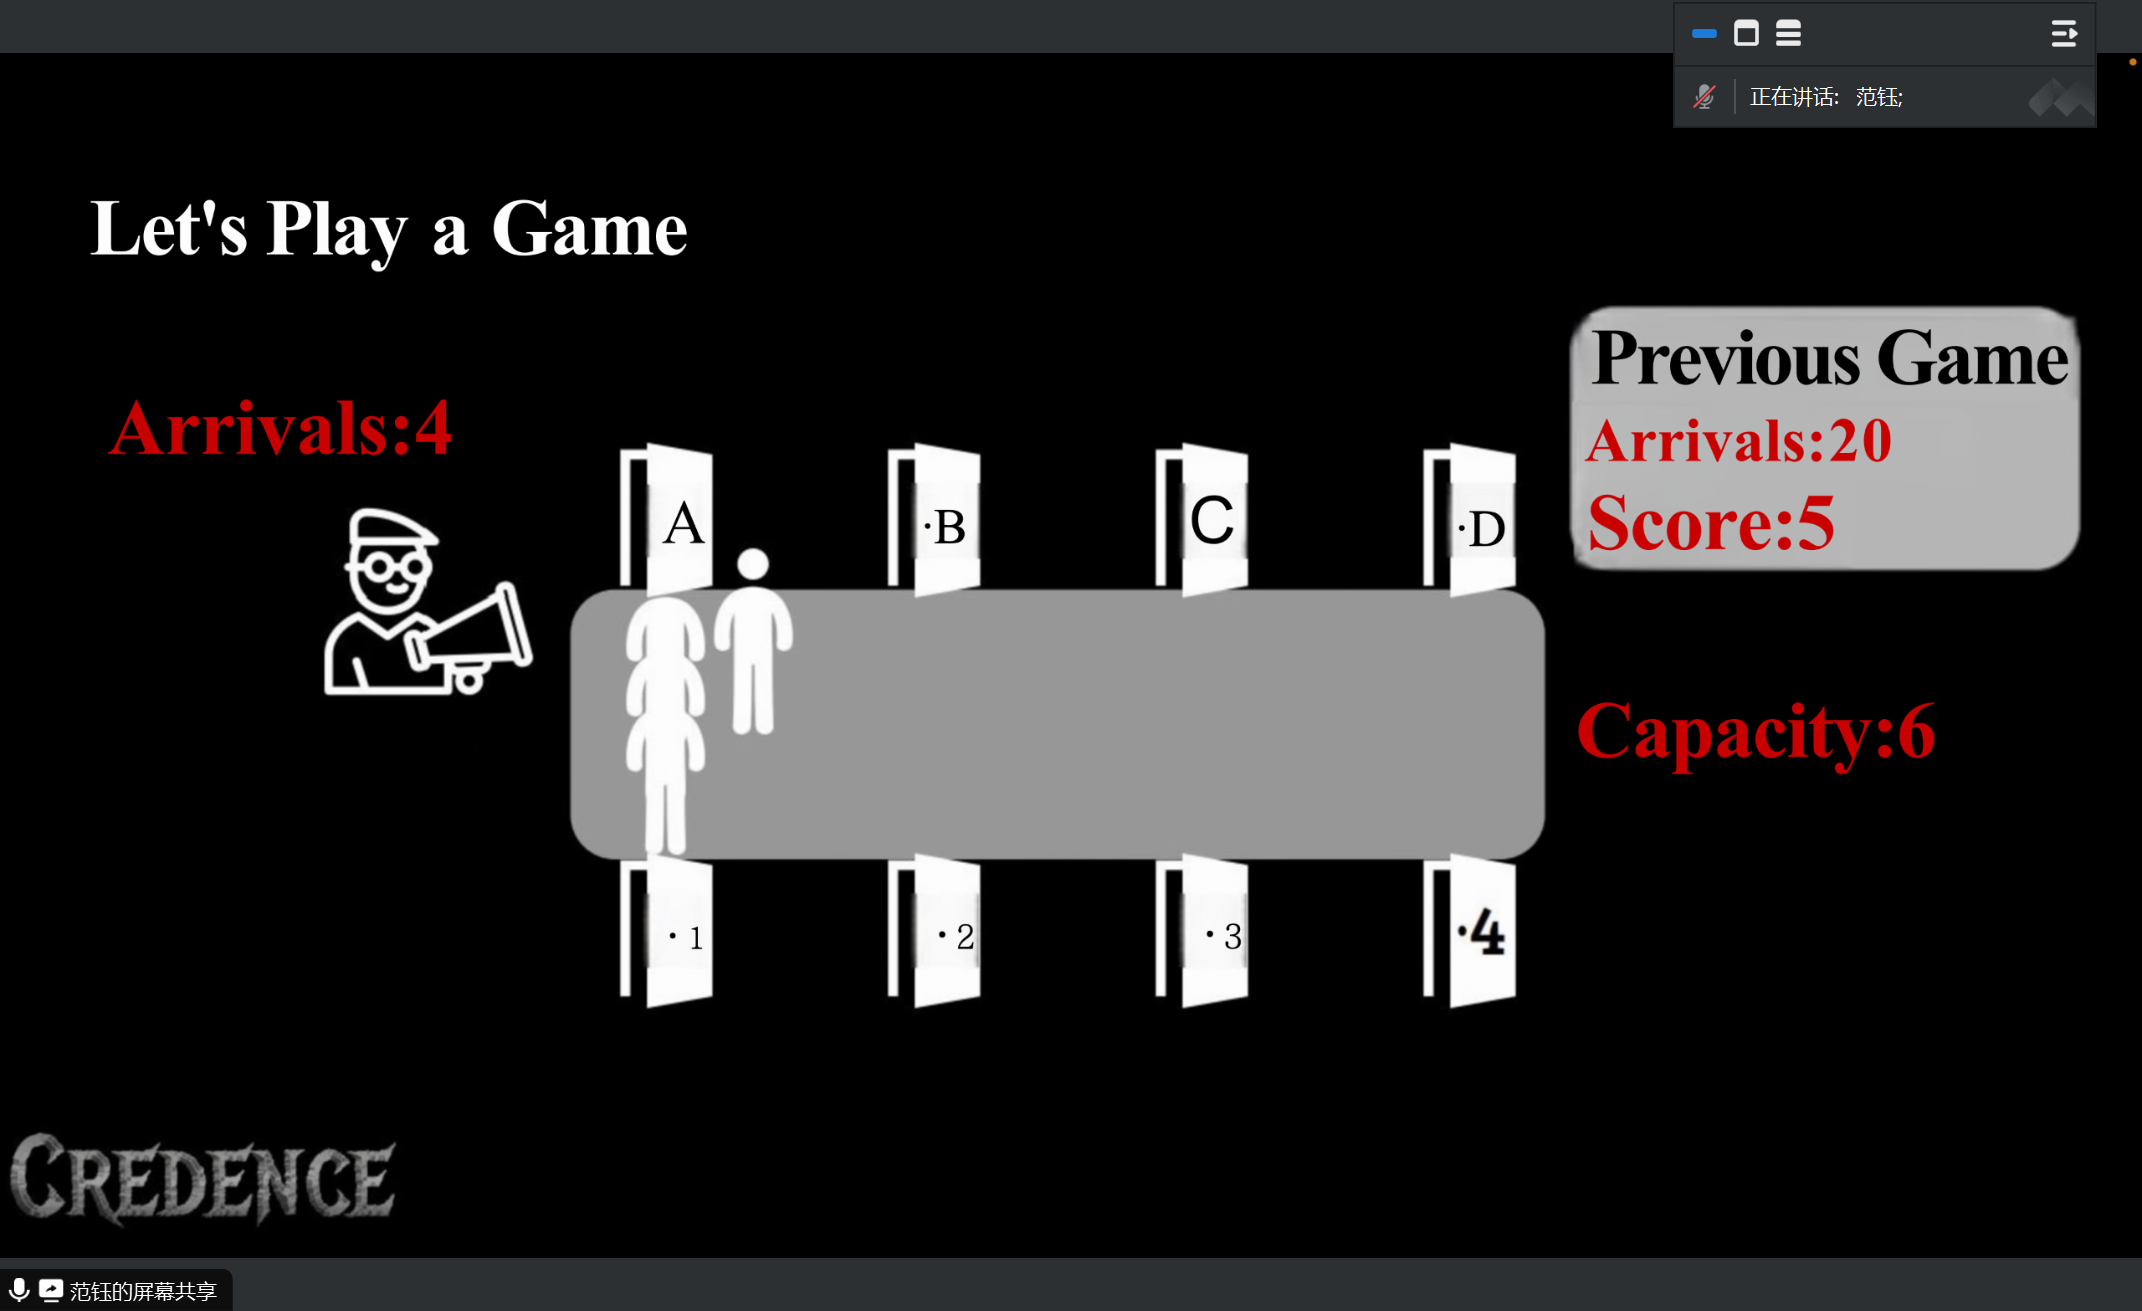 正在讲话: 范钰;
Let's Play a Game
Previous Game
Arrivals:20
Score:5
Arrivals:4
A
·B
C
·D
Capacity:6
· 1
· 2
· 3
·4
CREDENCE
范钰的屏幕共享